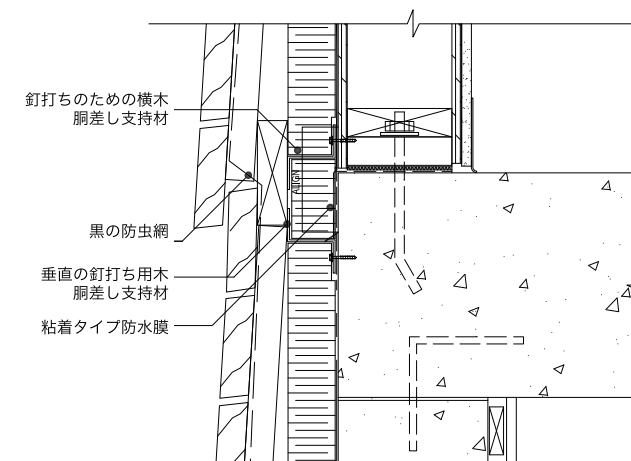 釘打ちのための横木
胴差し支持材
ALIGN
黒の防虫網
垂直の釘打ち用木
胴差し支持材
粘着タイプ防水膜